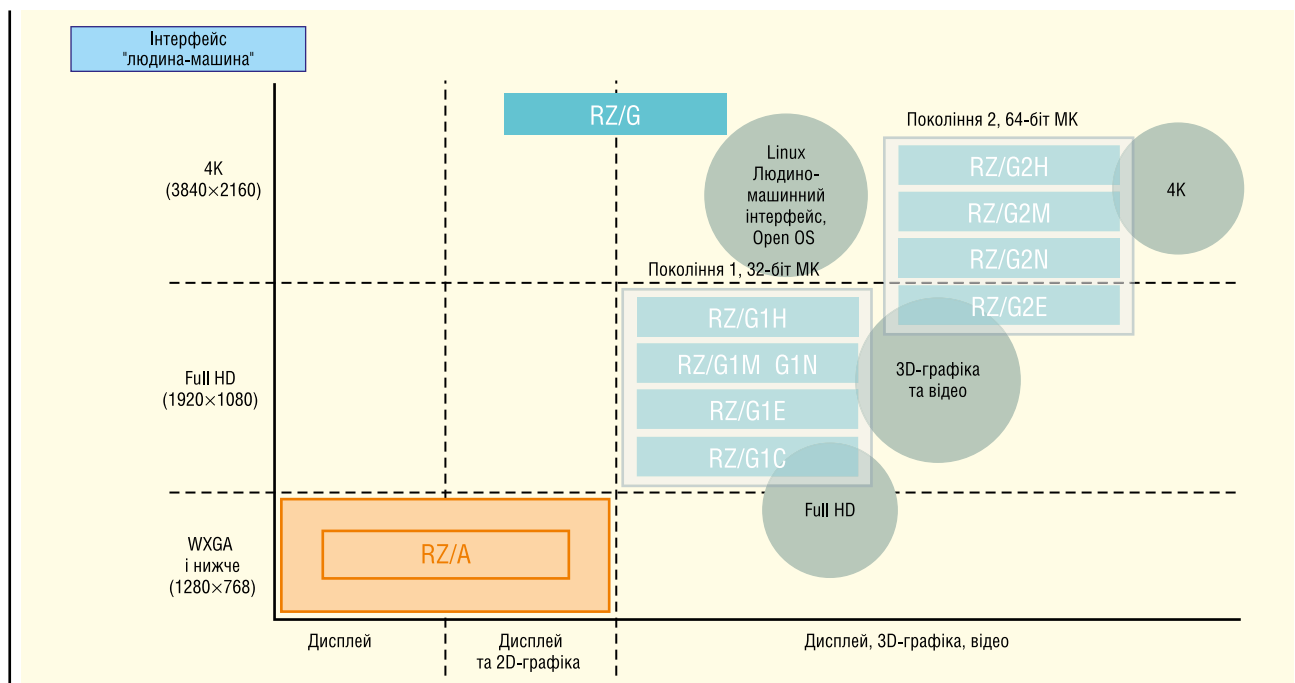 Інтерфейс
"людина-машина"
RZ/G
4K
(3840×2160)
Linux
Людино-
машинний
інтерфейс,
Open OS
Покоління 2, 64-біт МК
RZ/G2H
RZ/G2M
RZ/G2N
RZ/G2E
4K
Покоління 1, 32-біт МК
RZ/G1H
RZ/G1M G1N
RZ/G1E
RZ/G1C
Full HD
(1920×1080)
3D-графіка
та відео
Full HD
WXGA
і нижче
(1280×768)
RZ/A
Дисплей
Дисплей
та 2D-графіка
Дисплей, 3D-графіка, відео